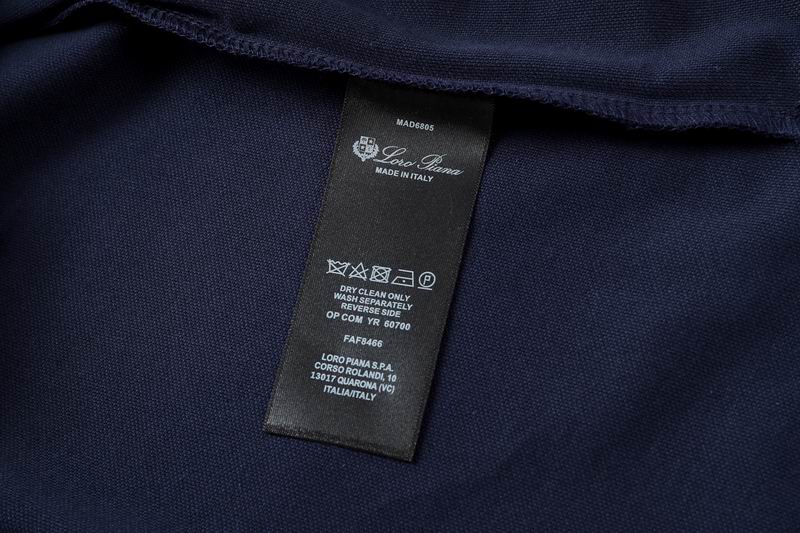 MAD6805
Loro Piana
MADE IN ITALY
P
DRY CLEAN ONLY
WASH SEPARATELY
REVERSE SIDE
OP COM YR 60700
FAF8466
LORO PIANA S.P.A.
CORSO ROLANDI, 10
13017 QUARONA (VC)
ITALIA/ITALY